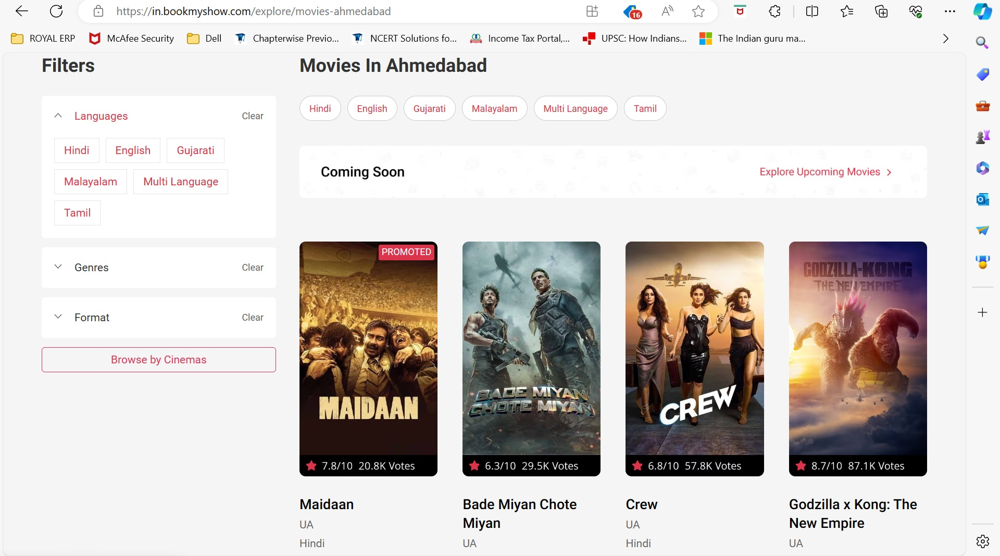 https://in.bookmyshow.com/explore/movies-ahmedabad
16
ROYAL ERP
McAfee Security
Dell
Chapterwise Previo...
NCERT Solutions fo...
Income Tax Portal,...
UPSC: How Indians...
The Indian guru ma...
Filters
Languages
Clear
Hindi
English
Gujarati
Malayalam
Multi Language
Tamil
Genres
Clear
Format
Clear
Browse by Cinemas
Movies In Ahmedabad
Hindi
English
Gujarati
Malayalam
Multi Language
Tamil
Coming Soon
Explore Upcoming Movies
PROMOTED
MAIDAAN
7.8/10 20.8K Votes
Maidaan
UA
Hindi
BADE MIYAN
CHOTE MIYAN
6.3/10 29.5K Votes
Bade Miyan Chote
Miyan
UA
CREW
6.8/10 57.8K Votes
Crew
UA
Hindi
GODZILLA x KONG
THE NEW EMPIRE
8.7/10 87.1K Votes
Godzilla x Kong: The
New Empire
UA